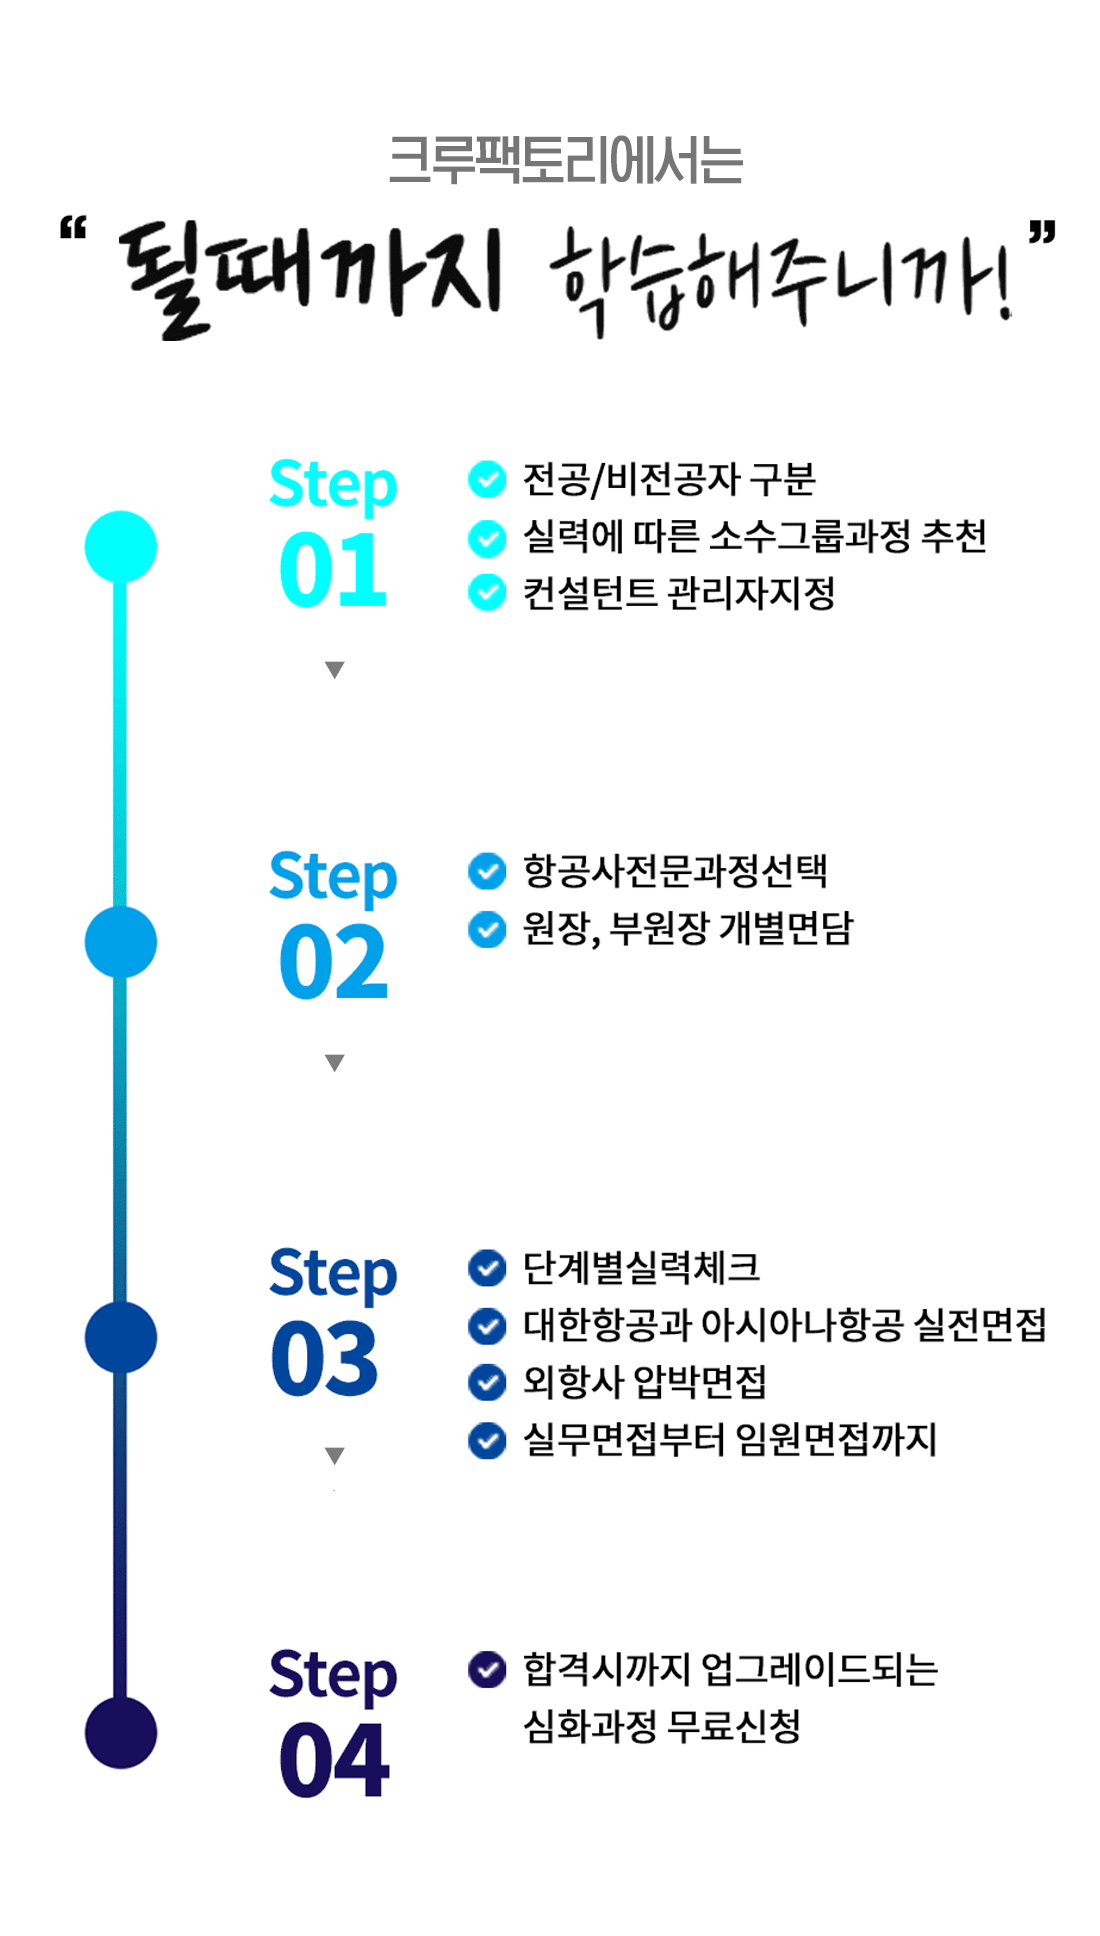 크루팩토리에서는
“ 될때까지 학습해주니까! ”
Step
01
전공/비전공자 구분
실력에 따른 소수그룹과정 추천
컨설턴트 관리자지정
▼
Step
02
항공사전문과정선택
원장, 부원장 개별면담
▼
Step
03
단계별실력체크
대한항공과 아시아나항공 실전면접
외항사 압박면접
실무면접부터 임원면접까지
▼
Step
04
합격시까지 업그레이드되는
심화과정 무료신청